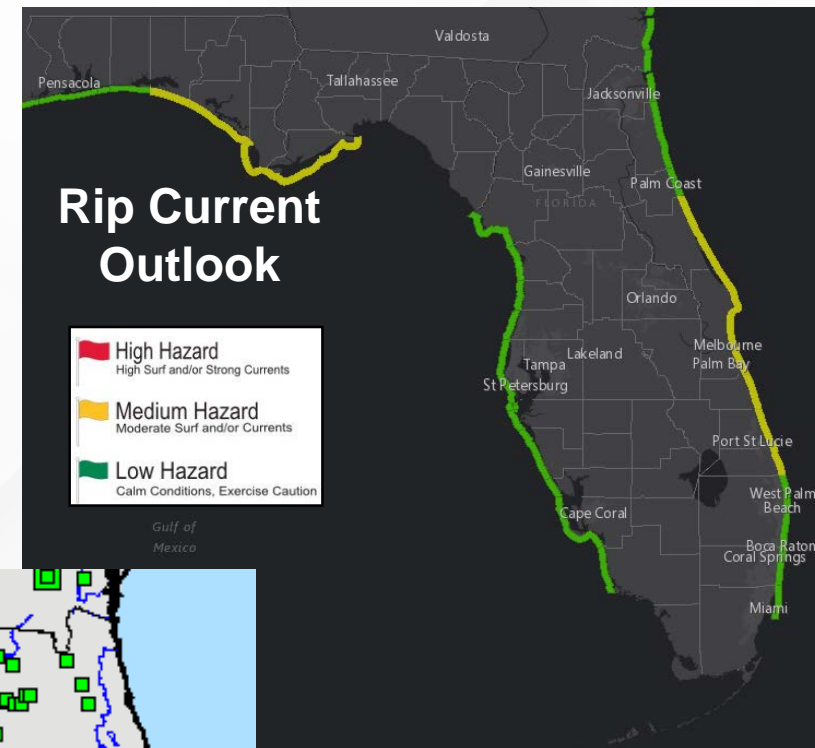 Valdosta
Pensacola
Tallahassee
Jacksonville
Gainesville
Palm Coast
FLORIDA
Rip Current
Outlook
Orlando
High Hazard
High Surf and/or Strong Currents
Medium Hazard
Moderate Surf and/or Currents
Low Hazard
Calm Conditions, Exercise Caution
Melbourne
Palm Bay
Tampa
Lakeland
St Petersburg
Port St Lucie
West Palm
Beach
Cape Coral
Gulf of
Mexico
Boca Raton
Coral Springs
Miami